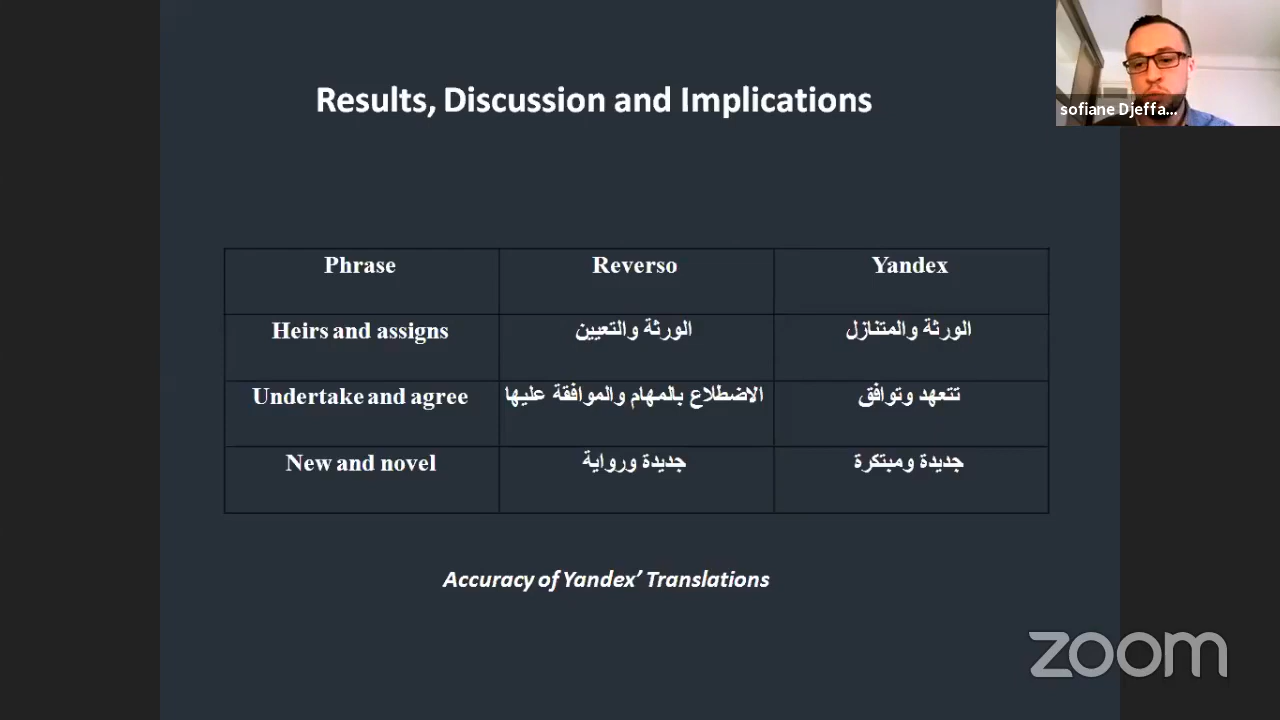 Results, Discussion and Implications
sofiane Djeffa...
Phrase Reverso Yandex
Heirs and assigns الورثة والتعيين الورثة والمتنازل
Undertake and agree الاضطلاع بالمهام والموافقة عليها تتعهد وتوافق
New and novel جديدة ورواية جديدة ومبتكرة
Accuracy of Yandex’ Translations
zoom